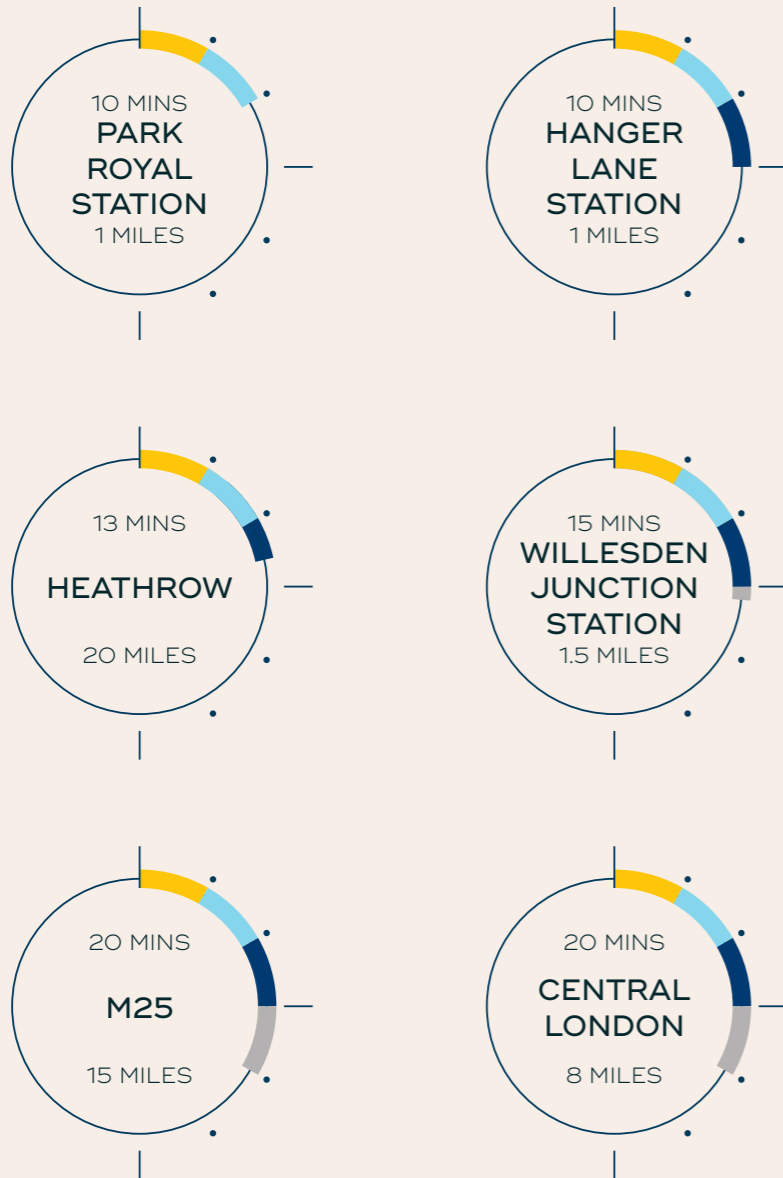 10 MINS
PARK
ROYAL
STATION
1 MILES
10 MINS
HANGER
LANE
STATION
1 MILES
13 MINS
HEATHROW
20 MILES
15 MINS
WILLESDEN
JUNCTION
STATION
1.5 MILES
20 MINS
M25
15 MILES
20 MINS
CENTRAL
LONDON
8 MILES